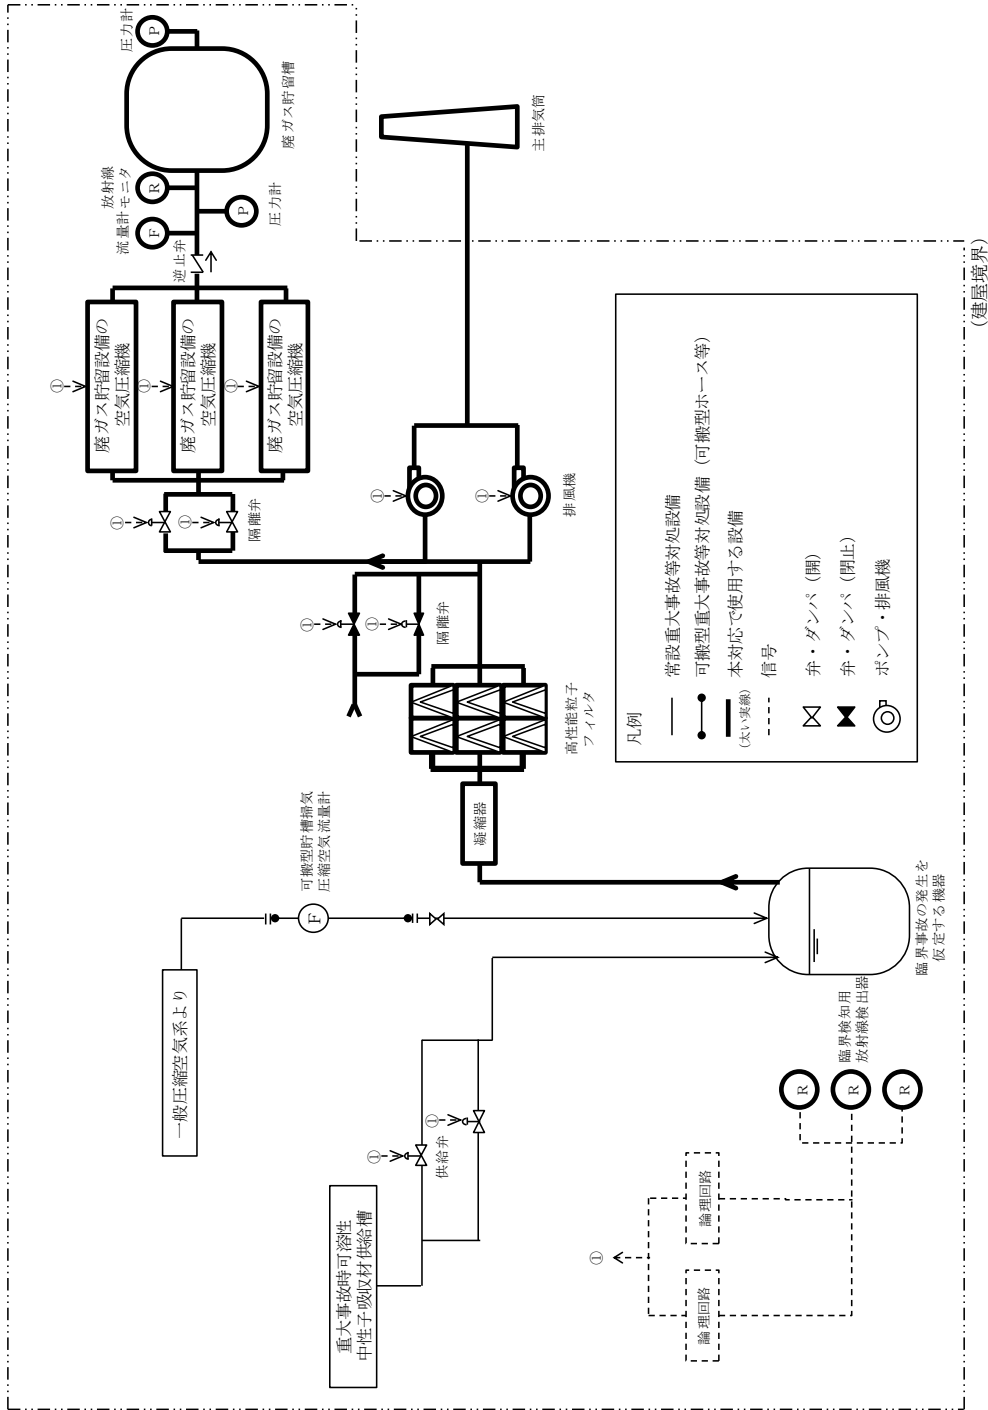 重大事故時可溶性
中性子吸収材供給槽
一般圧縮空気系より
①
①
供給弁
可搬型貯槽掃気
圧縮空気流量計
F
凝縮器
高性能粒子
フィルタ
①
①
隔離弁
①
①
隔離弁
①
廃ガス貯留設備の
空気圧縮機
①
廃ガス貯留設備の
空気圧縮機
①
廃ガス貯留設備の
空気圧縮機
逆止弁
流量計
F
放射線
モニタ
R
P
圧力計
廃ガス貯留槽
P
圧力計
①
①
排風機
主排気筒
①
論理回路
論理回路
R
R
R
臨界検知用
放射線検出器
臨界事故の発生を
仮定する機器
凡例
常設重大事故等対処設備
可搬型重大事故等対処設備（可搬型ホース等）
本対応で使用する設備
(太い実線)
信号
弁・ダンパ（開）
弁・ダンパ（閉止）
ポンプ・排風機
(建屋境界)